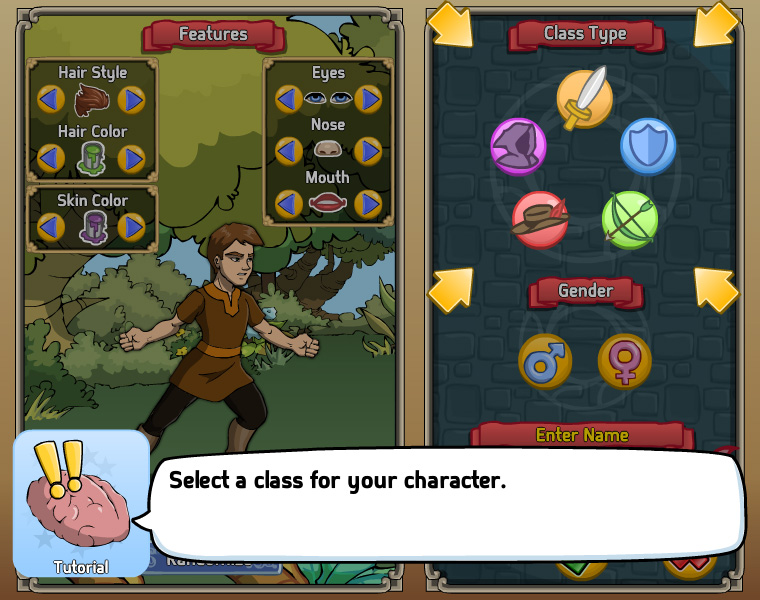 Features
Hair Style
Hair Color
Skin Color
Eyes
Nose
Mouth
Class Type
Gender
Enter Name
Select a class for your character.
Tutorial